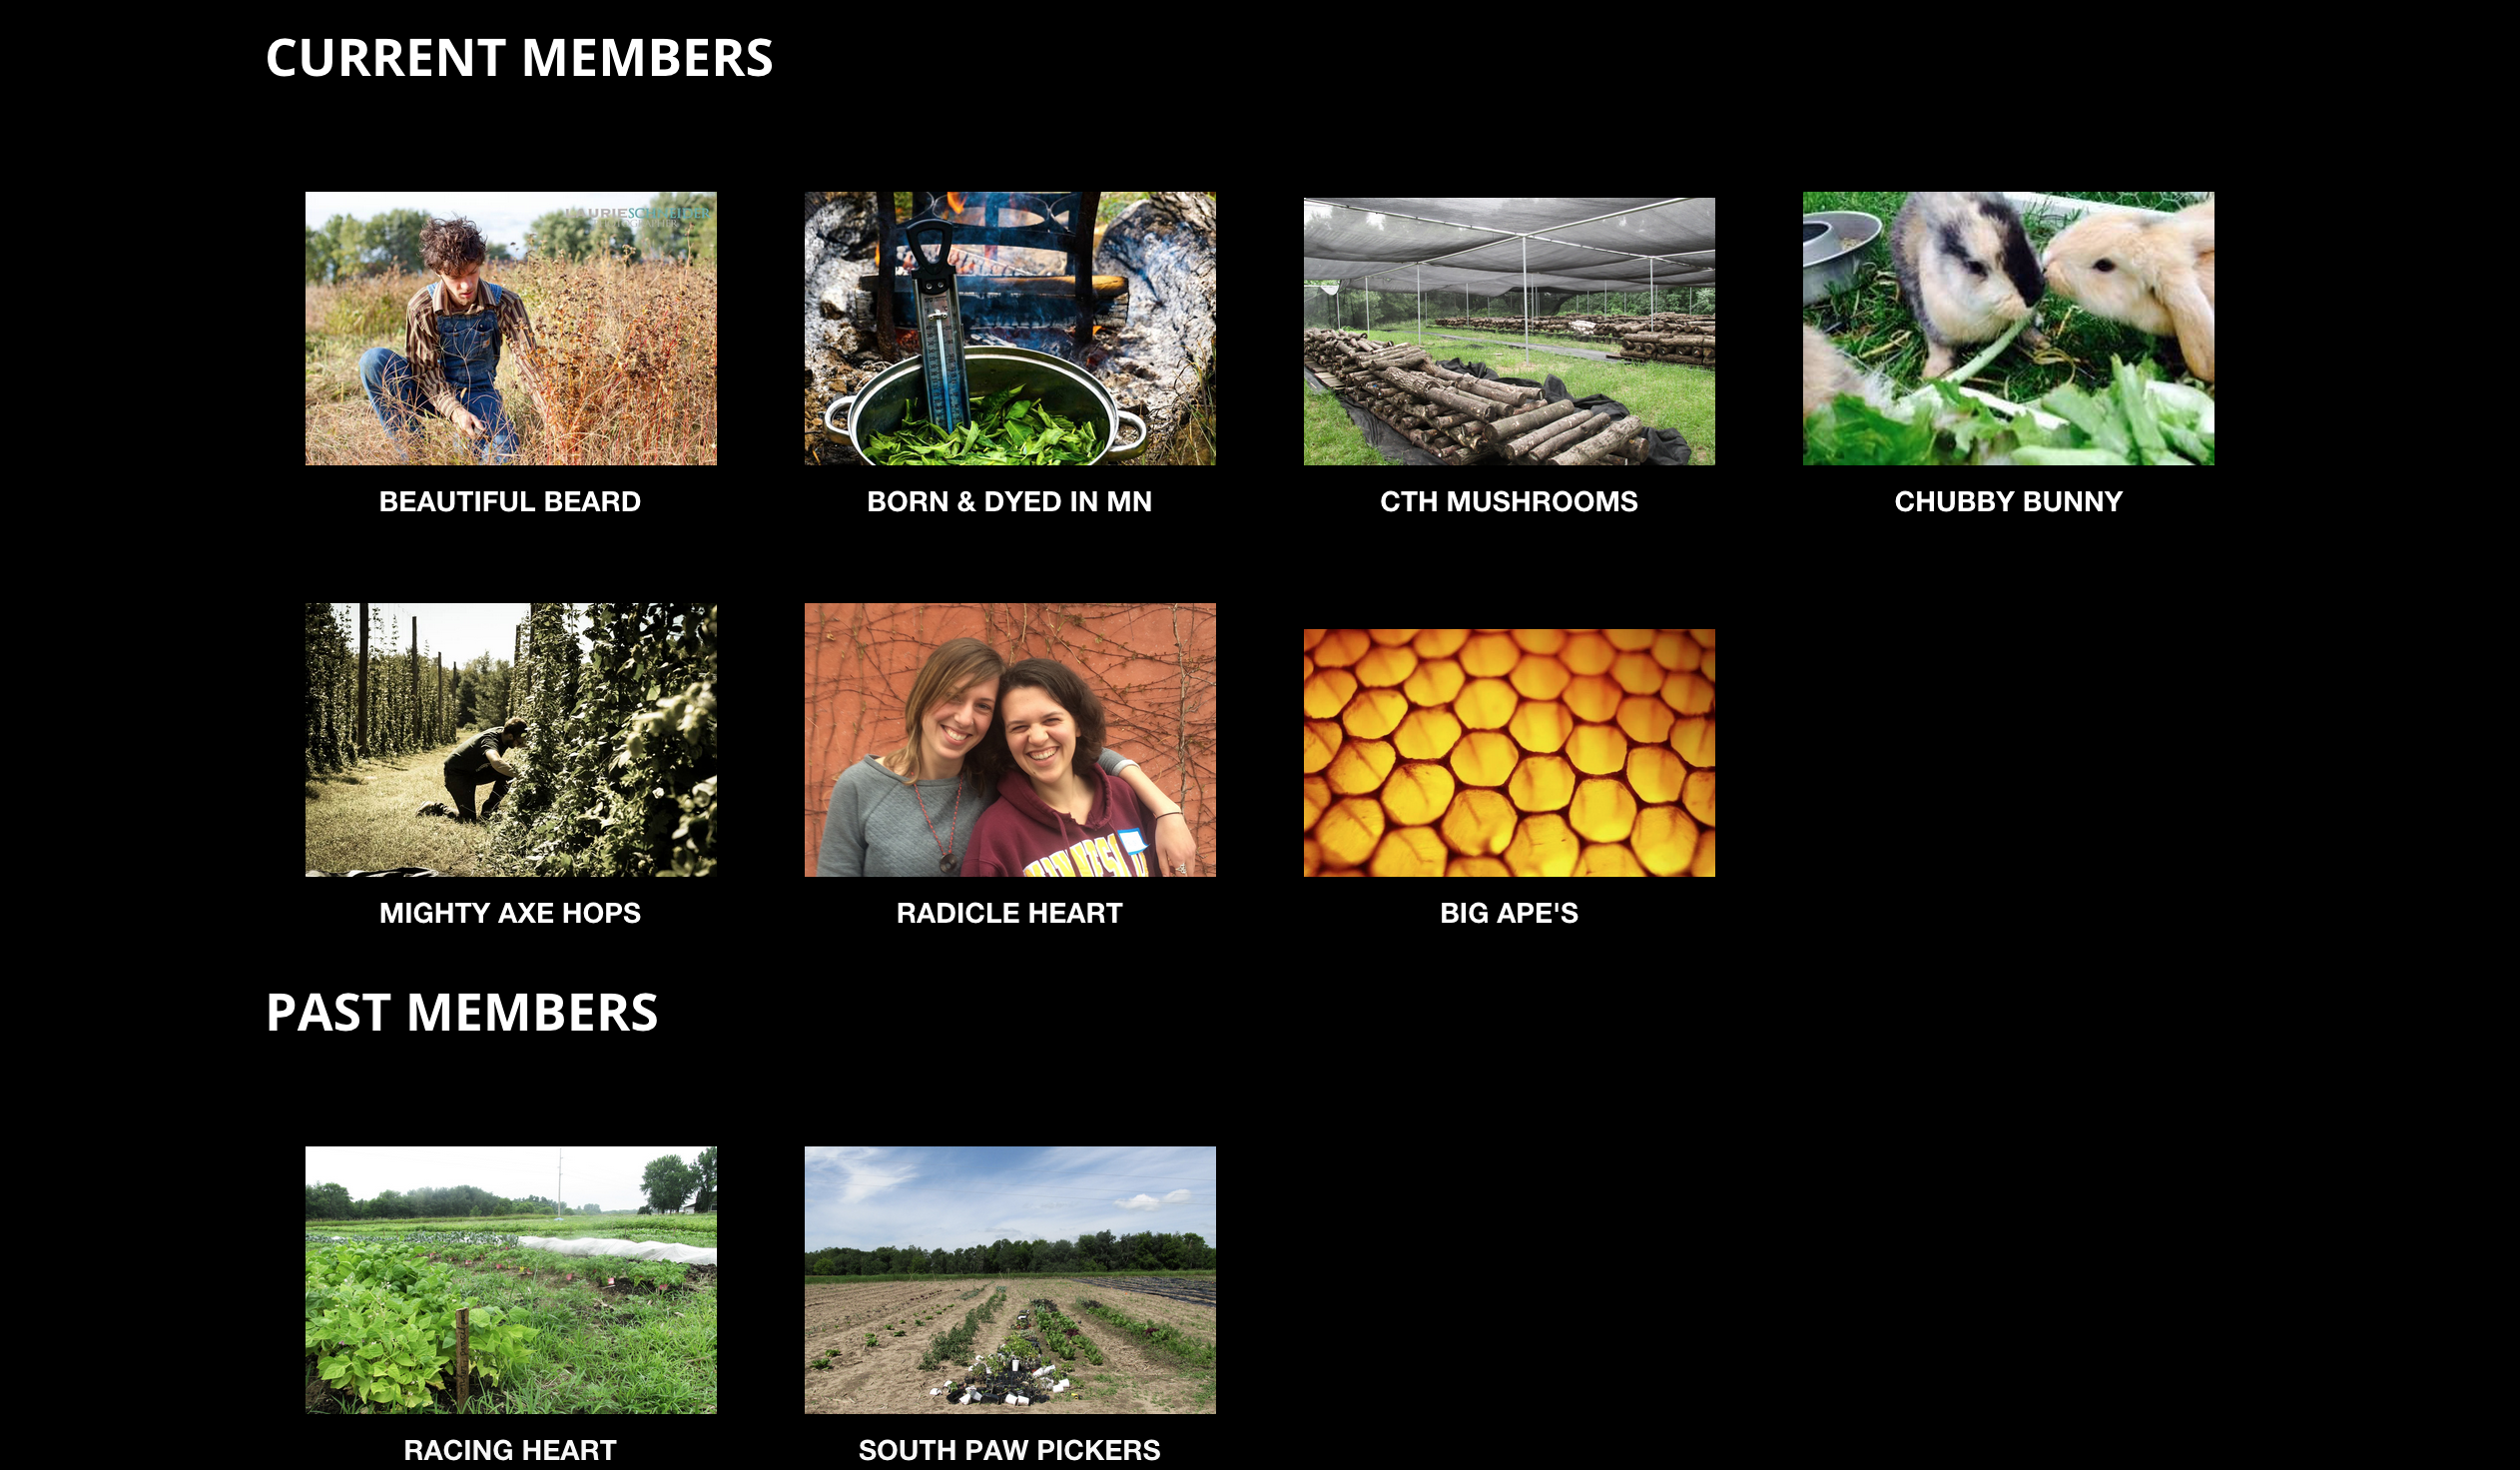 CURRENT MEMBERS
BEAUTIFUL BEARD
BORN & DYED IN MN
CTH MUSHROOMS
CHUBBY BUNNY
MIGHTY AXE HOPS
RADICLE HEART
BIG APE'S
PAST MEMBERS
RACING HEART
SOUTH PAW PICKERS